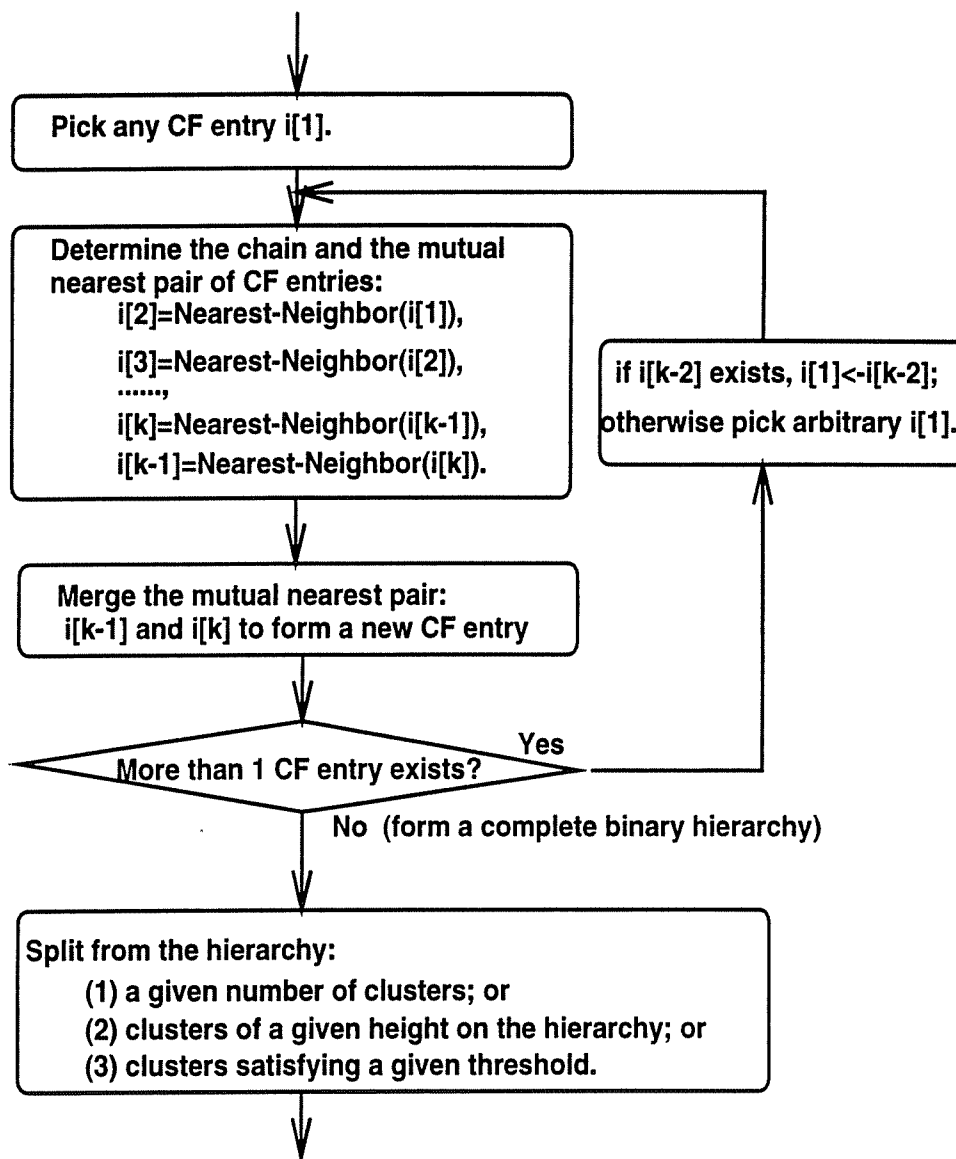 Pick any CF entry i[1].
Determine the chain and the mutual
nearest pair of CF entries:
i[2]=Nearest-Neighbor(i[1]),
i[3]=Nearest-Neighbor(i[2]),
......,
i[k]=Nearest-Neighbor(i[k-1]),
i[k-1]=Nearest-Neighbor(i[k]).
if i[k-2] exists, i[1]<-i[k-2];
otherwise pick arbitrary i[1].
Merge the mutual nearest pair:
i[k-1] and i[k] to form a new CF entry
More than 1 CF entry exists?
Yes
No (form a complete binary hierarchy)
Split from the hierarchy:
(1) a given number of clusters; or
(2) clusters of a given height on the hierarchy; or
(3) clusters satisfying a given threshold.